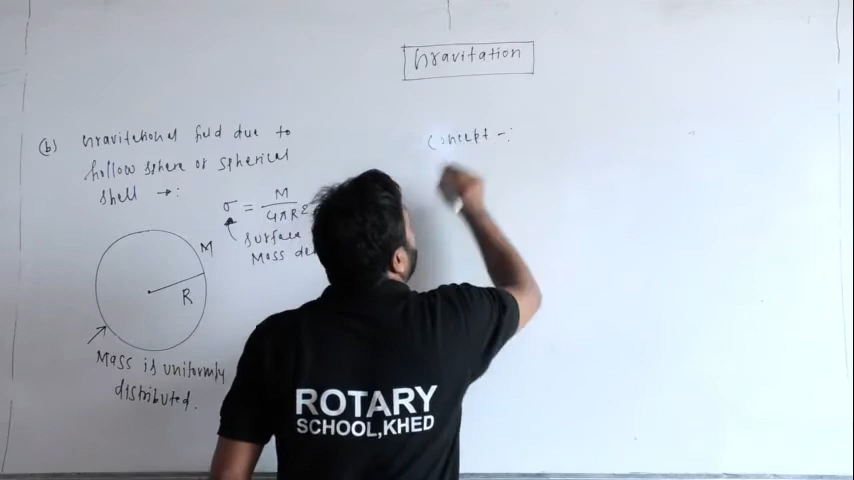 Gravitation
(b) Gravitational field due to
hollow sphere or spherical
shell →:
σ = M
4πR2
surface
Mass de
M
R
Mass is uniformly
distributed.
Concept -:
ROTARY
SCHOOL,KHED